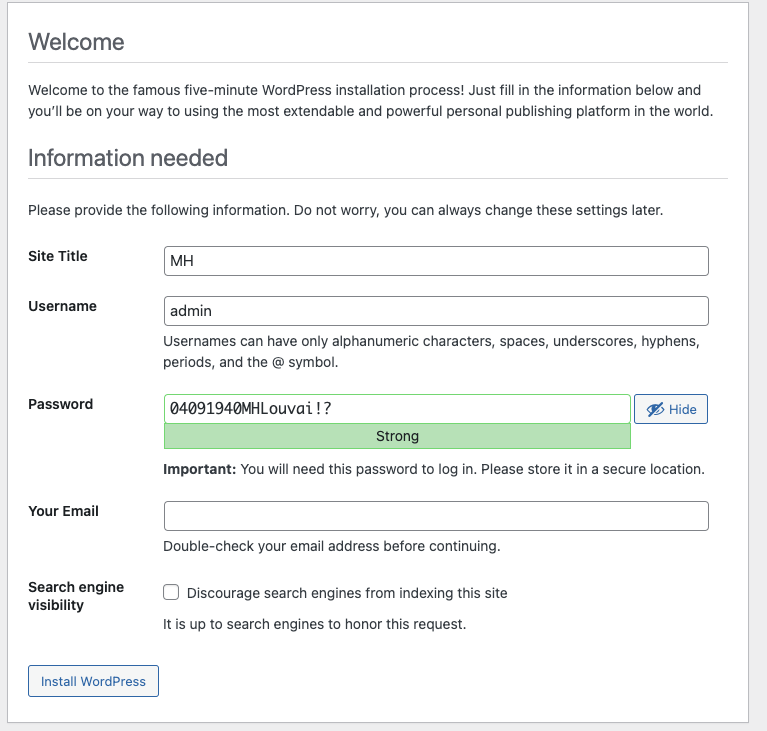 Welcome
Welcome to the famous five-minute WordPress installation process! Just fill in the information below and
you’ll be on your way to using the most extendable and powerful personal publishing platform in the world.
Information needed
Please provide the following information. Do not worry, you can always change these settings later.
Site Title
MH
Username
admin
Usernames can have only alphanumeric characters, spaces, underscores, hyphens,
periods, and the @ symbol.
Password
04091940MHLouvai!?
Hide
Strong
Important: You will need this password to log in. Please store it in a secure location.
Your Email
Double-check your email address before continuing.
Search engine
visibility
Discourage search engines from indexing this site
It is up to search engines to honor this request.
Install WordPress